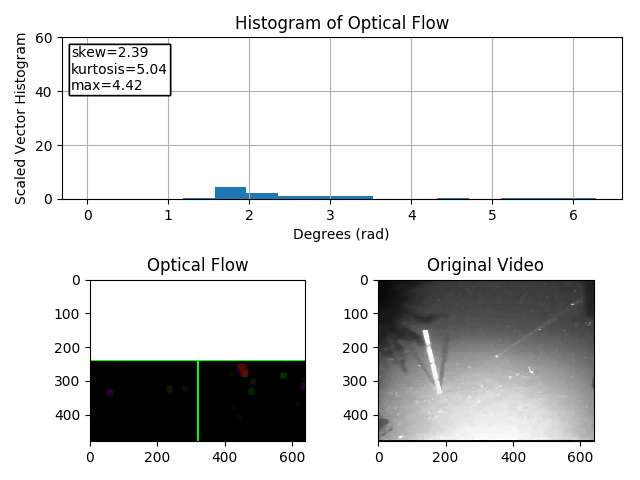 Histogram of Optical Flow
Scaled Vector Histogram
60
40
20
0
skew=2.39
kurtosis=5.04
max=4.42
0 1 2 3 4 5 6
Degrees (rad)
Optical Flow
0
100
200
300
400
0 200 400 600
Original Video
0
100
200
300
400
0 200 400 600